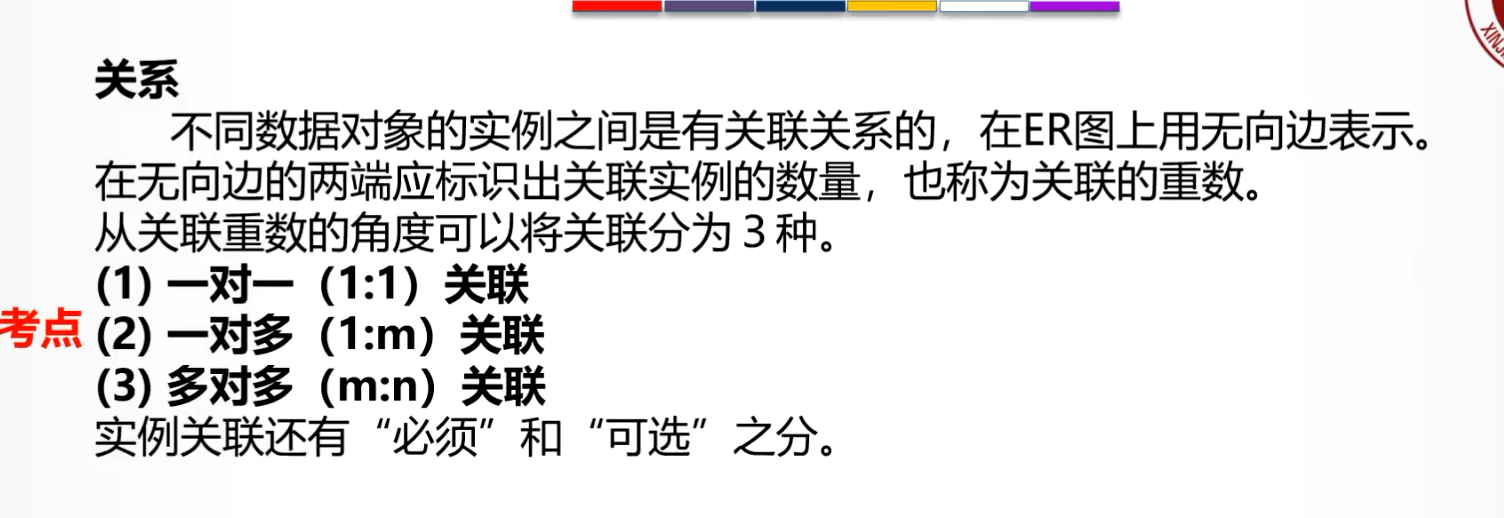 关系
不同数据对象的实例之间是有关联关系的，在ER图上用无向边表示。
在无向边的两端应标识出关联实例的数量，也称为关联的重数。
从关联重数的角度可以将关联分为 3 种。
(1) 一对一（1:1）关联
考点 (2) 一对多（1:m）关联
(3) 多对多（m:n）关联
实例关联还有“必须”和“可选”之分。